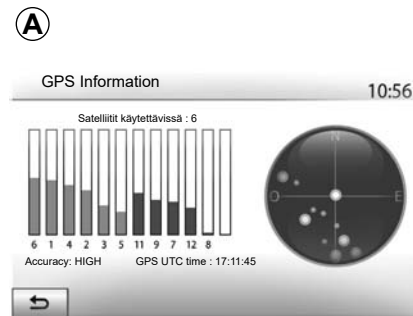 A
GPS Information 10:56
Satelliitit käytettävissä : 6
N
O E
6 1 4 2 3 5 11 9 7 12 8
Accuracy: HIGH GPS UTC time : 17:11:45